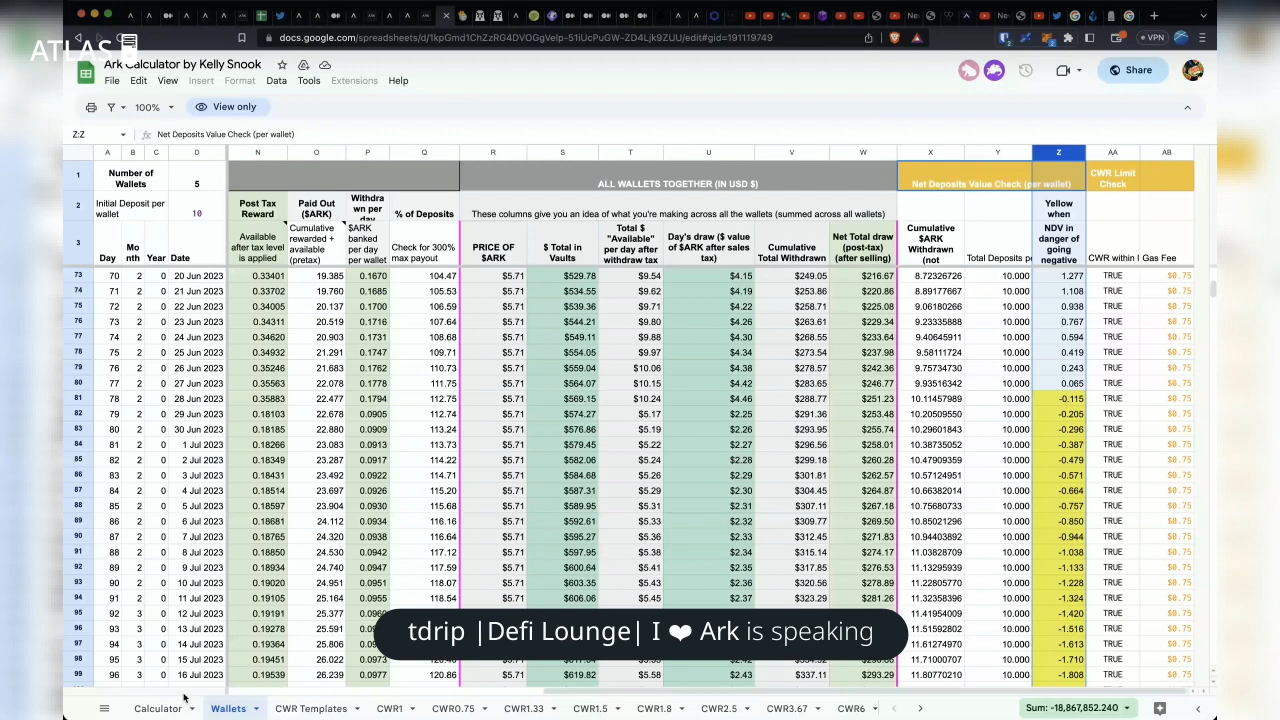 docs.google.com/spreadsheets/d/1kpGmd1ChZzRG4DVOGgVelp-51iUcPuGW-ZD4Ljk9ZUU/edit#gid=191119749
VPN
ATLAS
Ark Calculator by Kelly Snook
File Edit View Insert Format Data Tools Extensions Help
Share
100% View only
Z:Z fx Net Deposits Value Check (per wallet)
A B C D N O P Q R S T U V W X Y Z AA AB
1 Number of Wallets 5 ALL WALLETS TOGETHER (IN USD $) Net Deposits Value Check (per wallet) CWR Limit Check
2 Initial Deposit per wallet 10 Post Tax Reward Paid Out ($ARK) Withdra wn per day % of Deposits These columns give you an idea of what you're making across all the wallets (summed across all wallets) Yellow when
3 Day Mo nth Year Date Available after tax level is applied Cumulative rewarded + available (pretax) $ARK banked per day per wallet Check for 300% max payout PRICE OF $ARK $ Total in Vaults Total $ "Available" per day after withdraw tax Day's draw ($ value of $ARK after sales tax) Cumulative Total Withdrawn Net Total draw (post-tax) (after selling) Cumulative $ARK Withdrawn (not Total Deposits pe NDV in danger of going negative CWR within l Gas Fee
73 70 2 0 20 Jun 2023 0.33401 19.385 0.1670 104.47 $5.71 $529.78 $9.54 $4.15 $249.05 $216.67 8.72326726 10.000 1.277 TRUE $0.75
74 71 2 0 21 Jun 2023 0.33702 19.760 0.1685 105.53 $5.71 $534.55 $9.62 $4.19 $253.86 $220.86 8.89177667 10.000 1.108 TRUE $0.75
75 72 2 0 22 Jun 2023 0.34005 20.137 0.1700 106.59 $5.71 $539.36 $9.71 $4.22 $258.71 $225.08 9.06180266 10.000 0.938 TRUE $0.75
76 73 2 0 23 Jun 2023 0.34311 20.519 0.1716 107.64 $5.71 $544.21 $9.80 $4.26 $263.61 $229.34 9.23335888 10.000 0.767 TRUE $0.75
77 74 2 0 24 Jun 2023 0.34620 20.903 0.1731 108.68 $5.71 $549.11 $9.88 $4.30 $268.55 $233.64 9.40645911 10.000 0.594 TRUE $0.75
78 75 2 0 25 Jun 2023 0.34932 21.291 0.1747 109.71 $5.71 $554.05 $9.97 $4.34 $273.54 $237.98 9.58111724 10.000 0.419 TRUE $0.75
79 76 2 0 26 Jun 2023 0.35246 21.683 0.1762 110.73 $5.71 $559.04 $10.06 $4.38 $278.57 $242.36 9.75734730 10.000 0.243 TRUE $0.75
80 77 2 0 27 Jun 2023 0.35563 22.078 0.1778 111.75 $5.71 $564.07 $10.15 $4.42 $283.65 $246.77 9.93516342 10.000 0.065 TRUE $0.75
81 78 2 0 28 Jun 2023 0.35883 22.477 0.1794 112.75 $5.71 $569.15 $10.24 $4.46 $288.77 $251.23 10.11457989 10.000 -0.115 TRUE $0.75
82 79 2 0 29 Jun 2023 0.18103 22.678 0.0905 112.74 $5.71 $574.27 $5.17 $2.25 $291.36 $253.48 10.20509550 10.000 -0.205 TRUE $0.75
83 80 2 0 30 Jun 2023 0.18185 22.880 0.0909 113.24 $5.71 $576.86 $5.19 $2.26 $293.95 $255.74 10.29601843 10.000 -0.296 TRUE $0.75
84 81 2 0 1 Jul 2023 0.18266 23.083 0.0913 113.73 $5.71 $579.45 $5.22 $2.27 $296.56 $258.01 10.38735052 10.000 -0.387 TRUE $0.75
85 82 2 0 2 Jul 2023 0.18349 23.287 0.0917 114.22 $5.71 $582.06 $5.24 $2.28 $299.18 $260.28 10.47909359 10.000 -0.479 TRUE $0.75
86 83 2 0 3 Jul 2023 0.18431 23.492 0.0922 114.71 $5.71 $584.68 $5.26 $2.29 $301.81 $262.57 10.57124951 10.000 -0.571 TRUE $0.75
87 84 2 0 4 Jul 2023 0.18514 23.697 0.0926 115.20 $5.71 $587.31 $5.29 $2.30 $304.45 $264.87 10.66382014 10.000 -0.664 TRUE $0.75
88 85 2 0 5 Jul 2023 0.18597 23.904 0.0930 115.68 $5.71 $589.95 $5.31 $2.31 $307.11 $267.18 10.75680733 10.000 -0.757 TRUE $0.75
89 86 2 0 6 Jul 2023 0.18681 24.112 0.0934 116.16 $5.71 $592.61 $5.33 $2.32 $309.77 $269.50 10.85021296 10.000 -0.850 TRUE $0.75
90 87 2 0 7 Jul 2023 0.18765 24.320 0.0938 116.64 $5.71 $595.27 $5.36 $2.33 $312.45 $271.83 10.94403892 10.000 -0.944 TRUE $0.75
91 88 2 0 8 Jul 2023 0.18850 24.530 0.0942 117.12 $5.71 $597.95 $5.38 $2.34 $315.14 $274.17 11.03828709 10.000 -1.038 TRUE $0.75
92 89 2 0 9 Jul 2023 0.18934 24.740 0.0947 117.59 $5.71 $600.64 $5.41 $2.35 $317.85 $276.53 11.13295939 10.000 -1.133 TRUE $0.75
93 90 2 0 10 Jul 2023 0.19020 24.951 0.0951 118.07 $5.71 $603.35 $5.43 $2.36 $320.56 $278.89 11.22805770 10.000 -1.228 TRUE $0.75
94 91 2 0 11 Jul 2023 0.19105 25.164 0.0955 118.54 $5.71 $606.06 $5.45 $2.37 $323.29 $281.26 11.32358396 10.000 -1.324 TRUE $0.75
95 92 3 0 12 Jul 2023 0.19191 25.377 11.41954009 10.000 -1.420 TRUE $0.75
96 93 3 0 13 Jul 2023 0.19278 25.591 11.51592802 10.000 -1.516 TRUE $0.75
tdrip |Defi Lounge| I ❤ Ark is speaking
97 94 3 0 14 Jul 2023 0.19364 25.806 11.61274970 10.000 -1.613 TRUE $0.75
98 95 3 0 15 Jul 2023 0.19451 26.022 0.0973 11.71000707 10.000 -1.710 TRUE $0.75
99 96 3 0 16 Jul 2023 0.19539 26.239 0.0977 120.86 $5.71 $619.82 $5.58 $2.43 $337.11 $293.29 11.80770210 10.000 -1.808 TRUE $0.75
Calculator Wallets CWR Templates CWR1 CWR0.75 CWR1.33 CWR1.5 CWR1.8 CWR2.5 CWR3.67 CWR6 Sum: -18,867,852.240